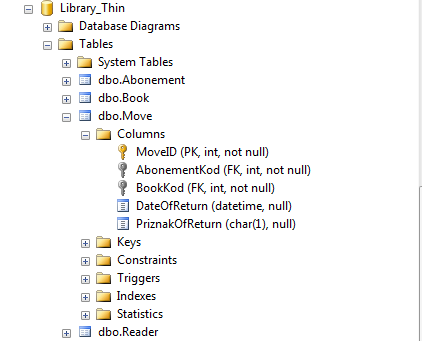 Library_Thin
Database Diagrams
Tables
System Tables
dbo.Abonement
dbo.Book
dbo.Move
Columns
MoveID (PK, int, not null)
AbonementKod (FK, int, not null)
BookKod (FK, int, not null)
DateOfReturn (datetime, null)
PriznakOfReturn (char(1), null)
Keys
Constraints
Triggers
Indexes
Statistics
dbo.Reader